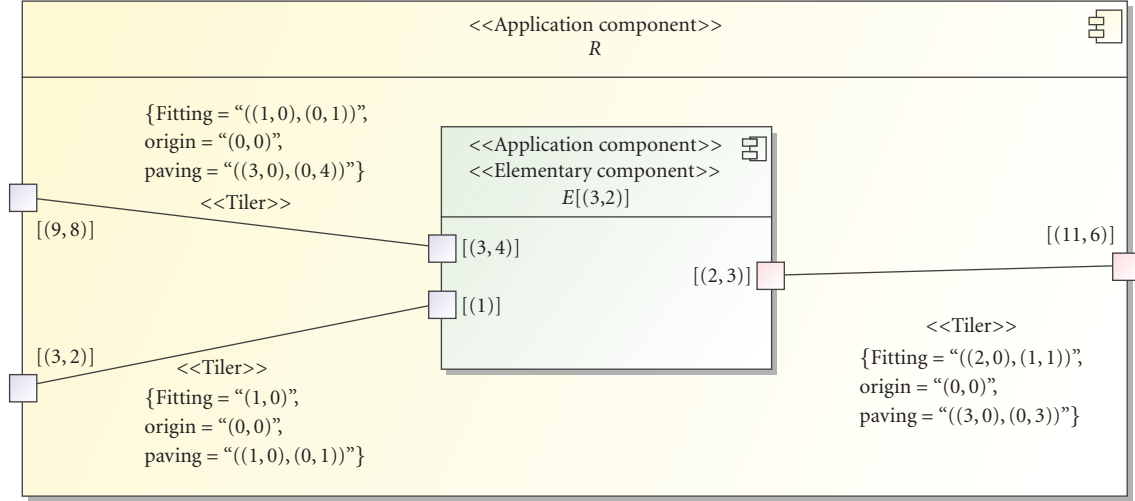 <<Application component>>
R
{Fitting = “((1, 0), (0, 1))”,
origin = “(0, 0)”,
paving = “((3, 0), (0, 4))”}
<<Tiler>>
[(9, 8)]
<<Application component>>
<<Elementary component>>
E[(3,2)]
[(3, 4)]
[(1)]
[(2, 3)]
[(11, 6)]
[(3, 2)]
<<Tiler>>
{Fitting = “(1, 0)”,
origin = “(0, 0)”,
paving = “((1, 0), (0, 1))”}
<<Tiler>>
{Fitting = “((2, 0), (1, 1))”,
origin = “(0, 0)”,
paving = “((3, 0), (0, 3))”}